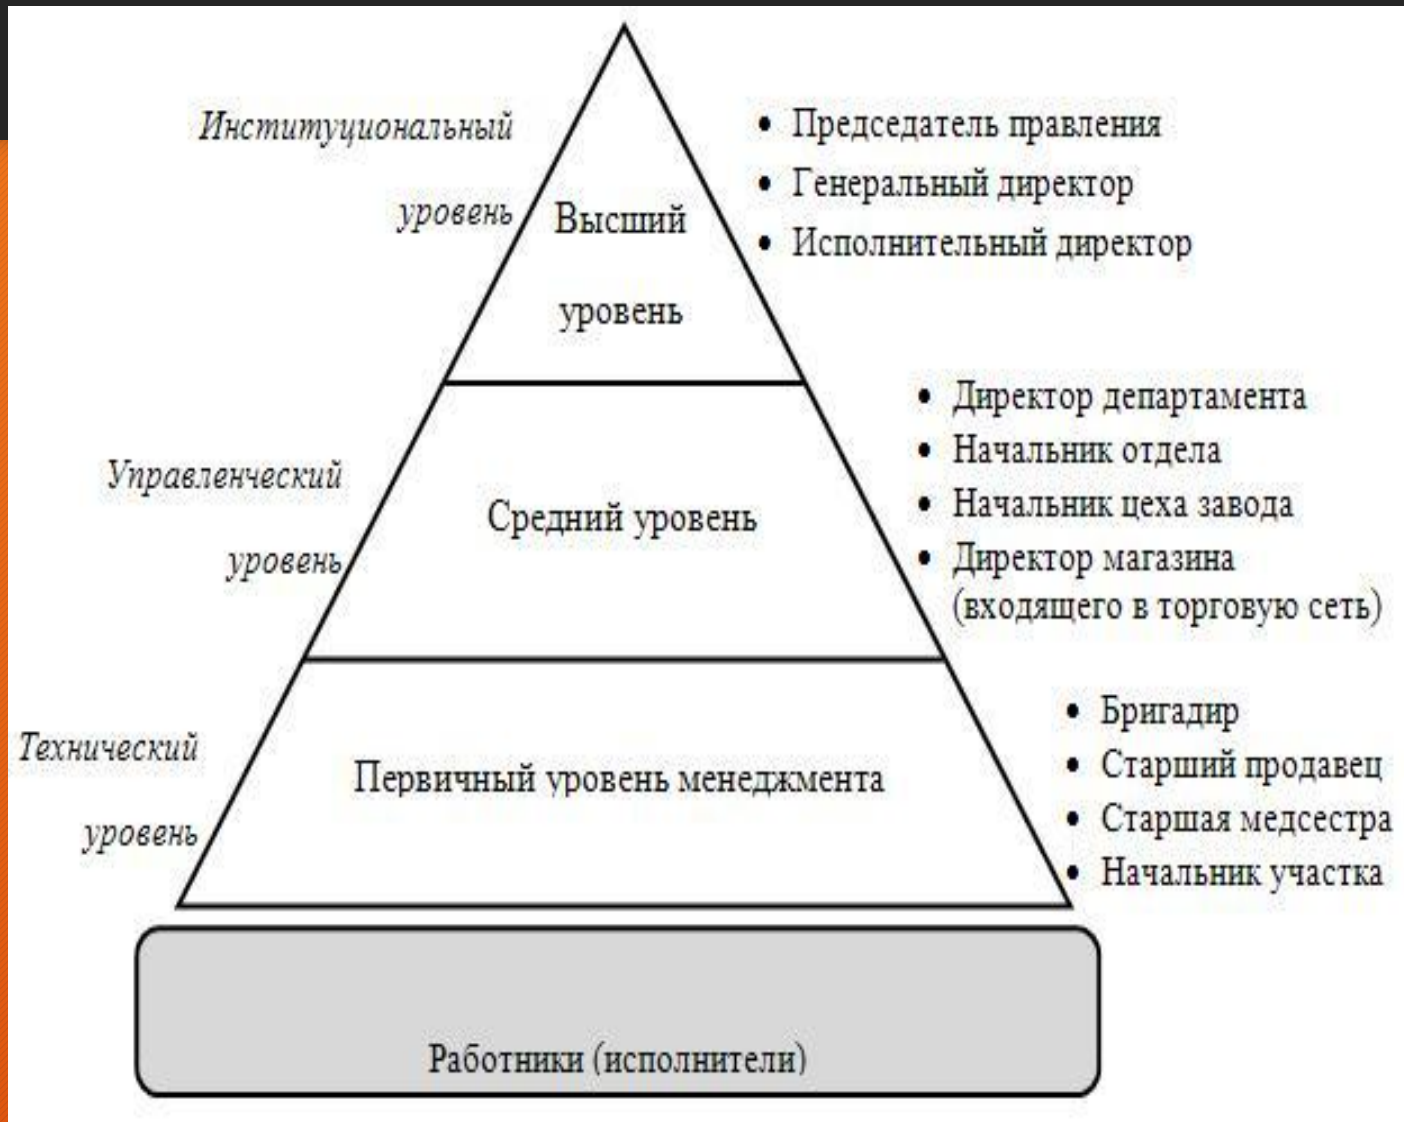 Институциональный
уровень
Высший
уровень
• Председатель правления
• Генеральный директор
• Исполнительный директор
Управленческий
уровень
Средний уровень
• Директор департамента
• Начальник отдела
• Начальник цеха завода
• Директор магазина
(входящего в торговую сеть)
Технический
уровень
Первичный уровень менеджмента
• Бригадир
• Старший продавец
• Старшая медсестра
• Начальник участка
Работники (исполнители)